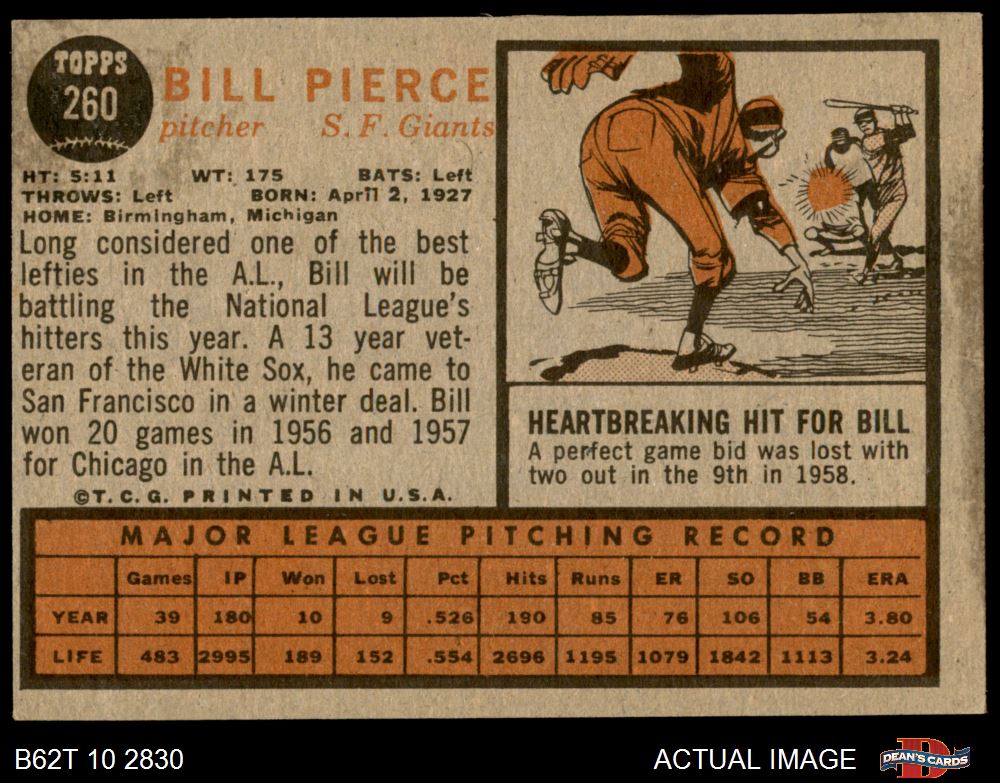 TOPPS
260
BILL PIERCE
pitcher S. F. Giants
HT: 5:11 WT: 175 BATS: Left
THROWS: Left BORN: April 2, 1927
HOME: Birmingham, Michigan
Long considered one of the best
lefties in the A.L., Bill will be
battling the National League's
hitters this year. A 13 year vet-
eran of the White Sox, he came to
San Francisco in a winter deal. Bill
won 20 games in 1956 and 1957
for Chicago in the A.L.
©T.C.G. PRINTED IN U.S.A.
HEARTBREAKING HIT FOR BILL
A perfect game bid was lost with
two out in the 9th in 1958.
MAJOR LEAGUE PITCHING RECORD
Games IP Won Lost Pct Hits Runs ER SO BB ERA
YEAR 39 180 10 9 .526 190 85 76 106 54 3.80
LIFE 483 2995 189 152 .554 2696 1195 1079 1842 1113 3.24
B62T 10 2830 ACTUAL IMAGE DEAN'S CARDS